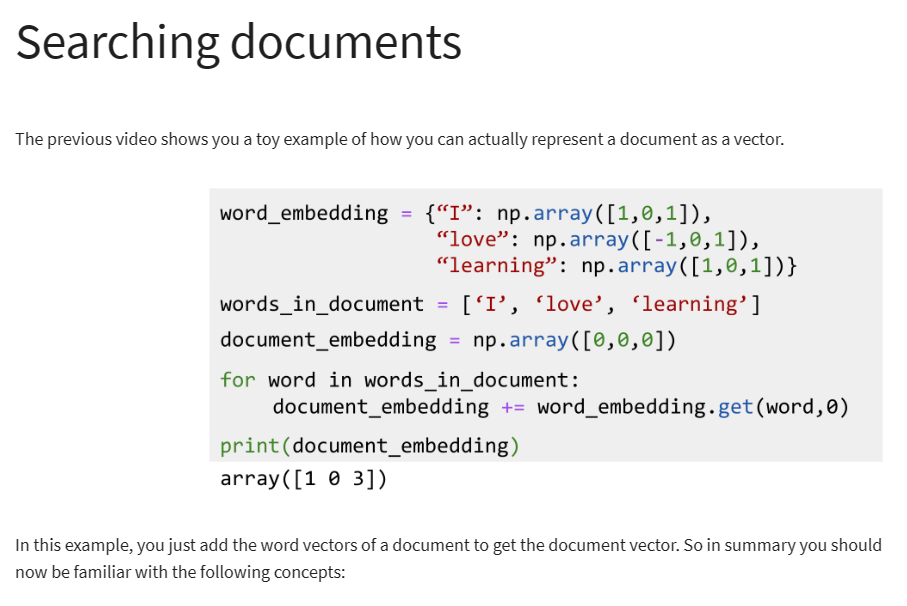 Searching documents
The previous video shows you a toy example of how you can actually represent a document as a vector.
word_embedding = {“I”: np.array([1,0,1]),
“love”: np.array([-1,0,1]),
“learning”: np.array([1,0,1])}
words_in_document = [‘I’, ‘love’, ‘learning’]
document_embedding = np.array([0,0,0])
for word in words_in_document:
document_embedding += word_embedding.get(word,0)
print(document_embedding)
array([1 0 3])
In this example, you just add the word vectors of a document to get the document vector. So in summary you should
now be familiar with the following concepts: